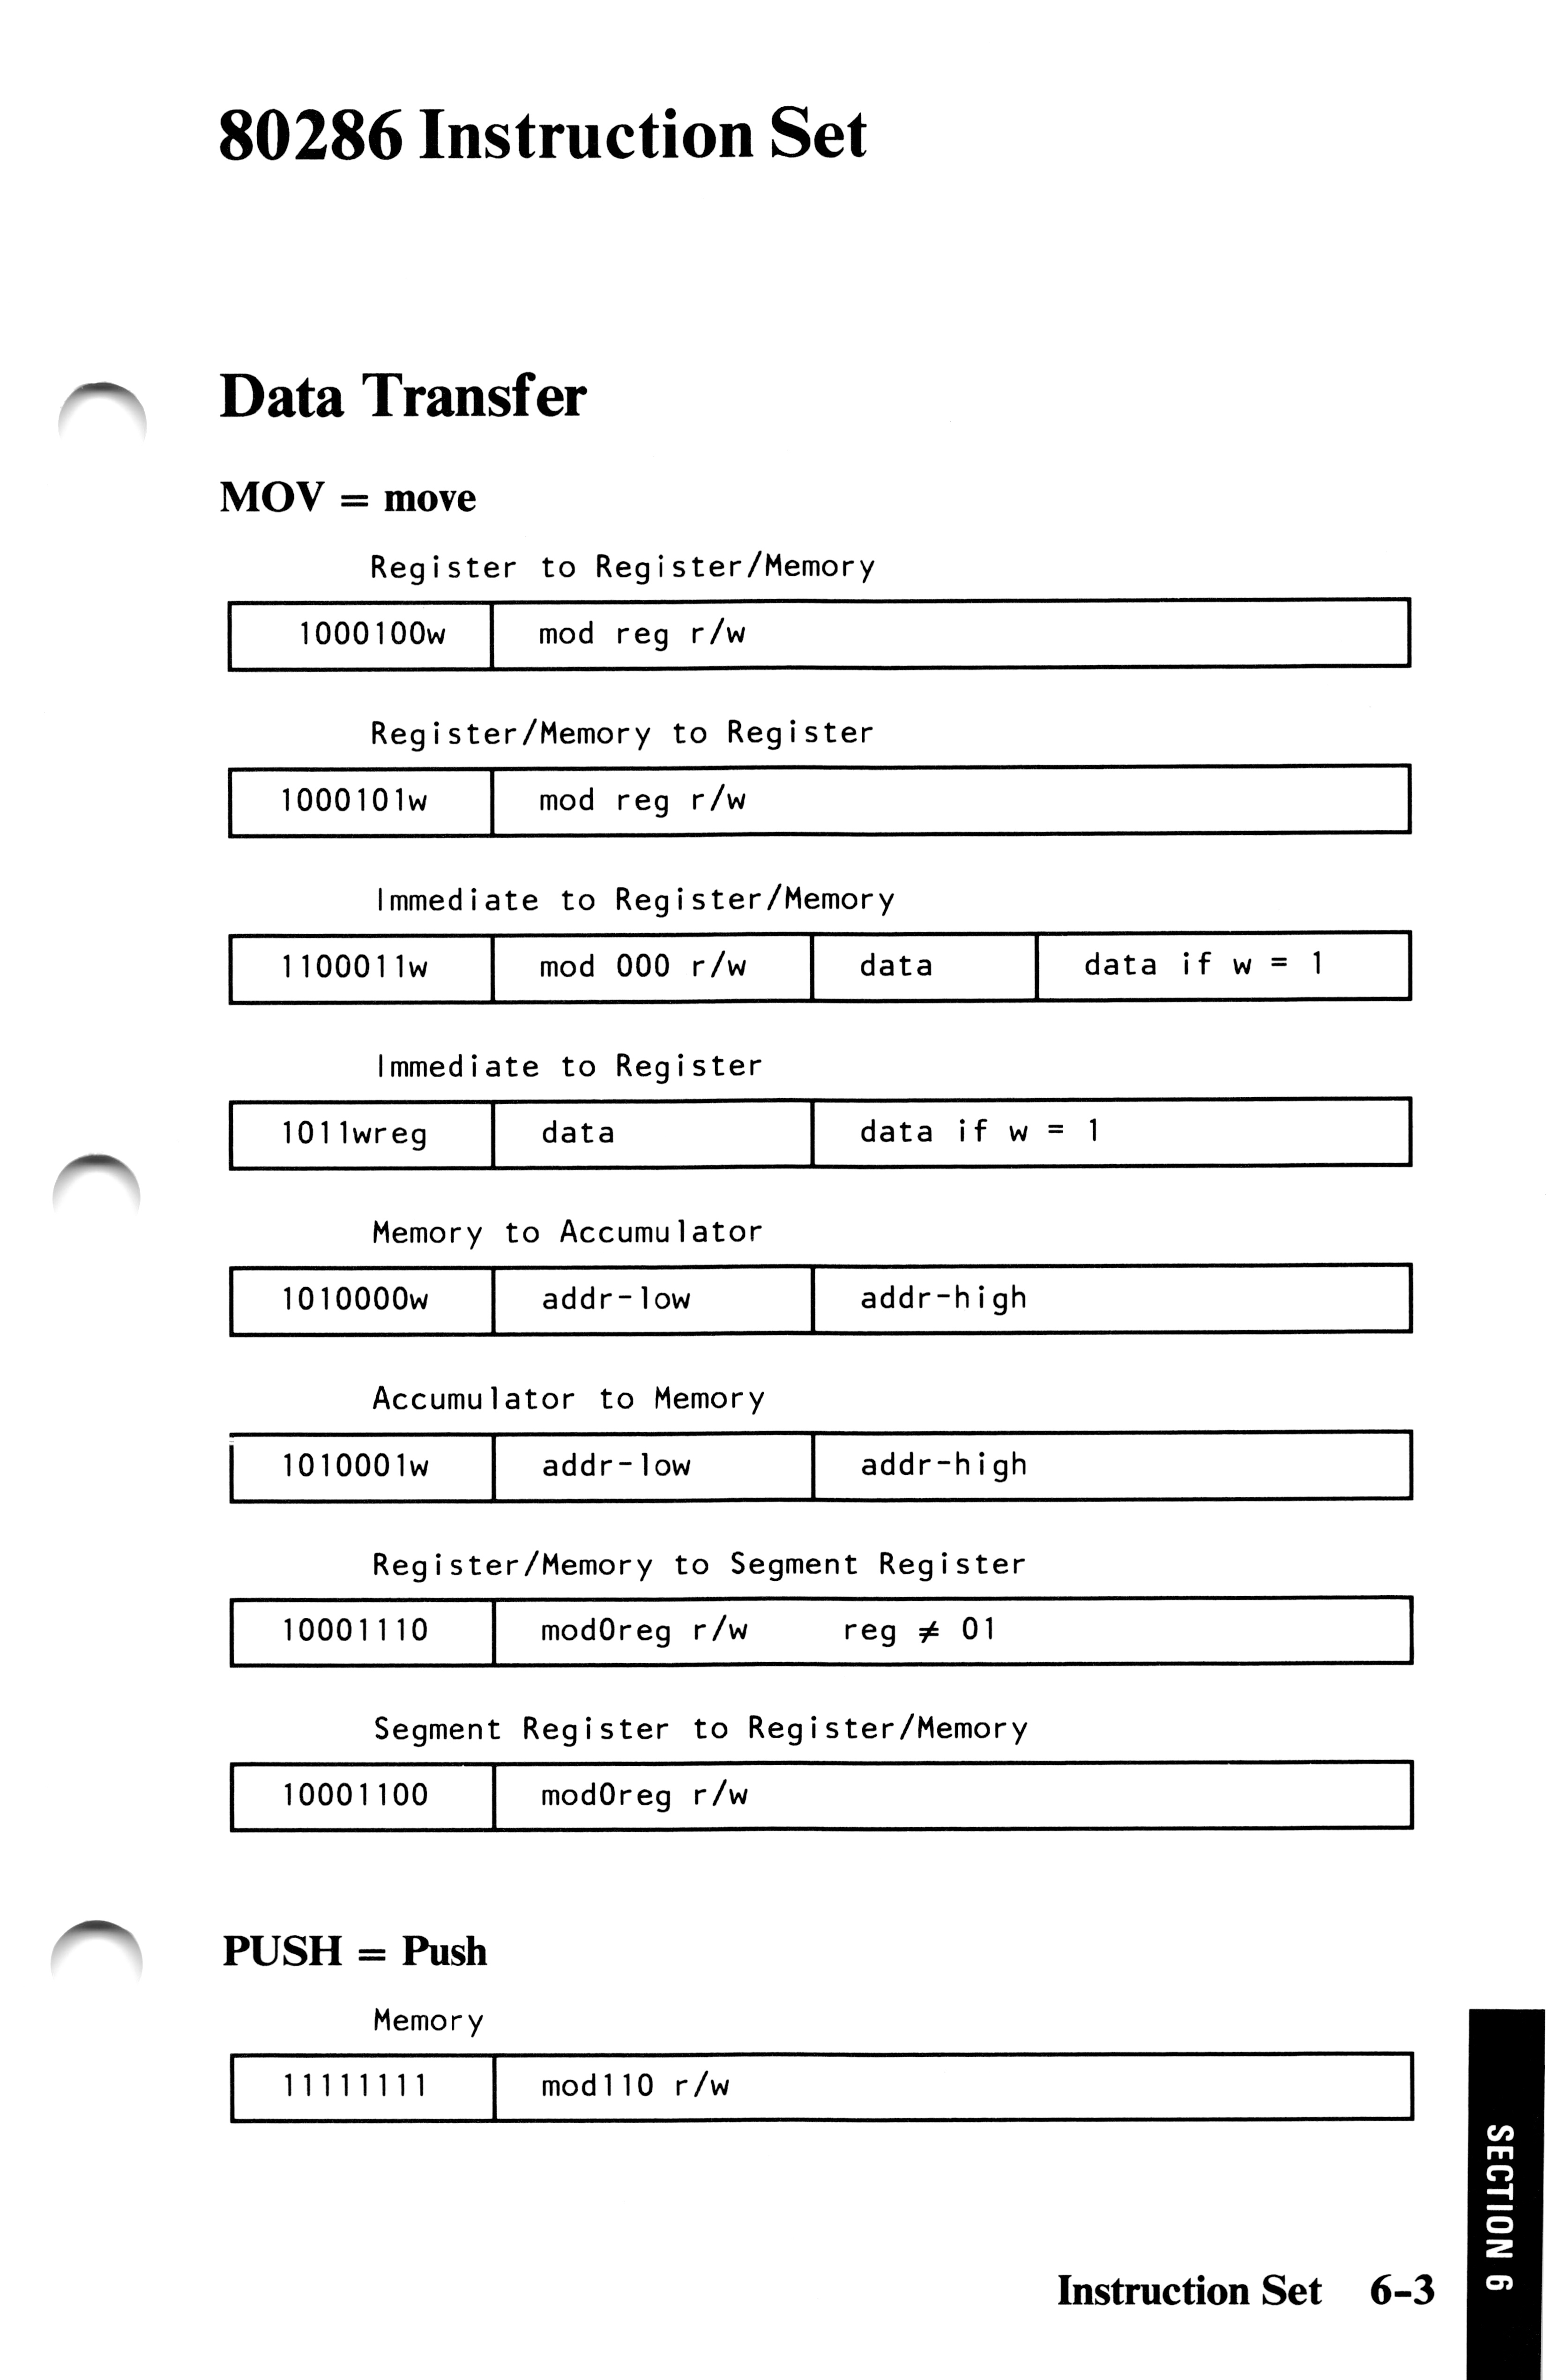 80286 Instruction Set
Data Transfer
MOV = move
Register to Register/Memory
1000100w mod reg r/w
Register/Memory to Register
1000101w mod reg r/w
Immediate to Register/Memory
1100011w mod 000 r/w data data if w = 1
Immediate to Register
1011wreg data data if w = 1
Memory to Accumulator
1010000w addr-low addr-high
Accumulator to Memory
1010001w addr-low addr-high
Register/Memory to Segment Register
10001110 mod0reg r/w reg ≠ 01
Segment Register to Register/Memory
10001100 mod0reg r/w
PUSH = Push
Memory
11111111 mod110 r/w
SECTION 6
Instruction Set 6-3